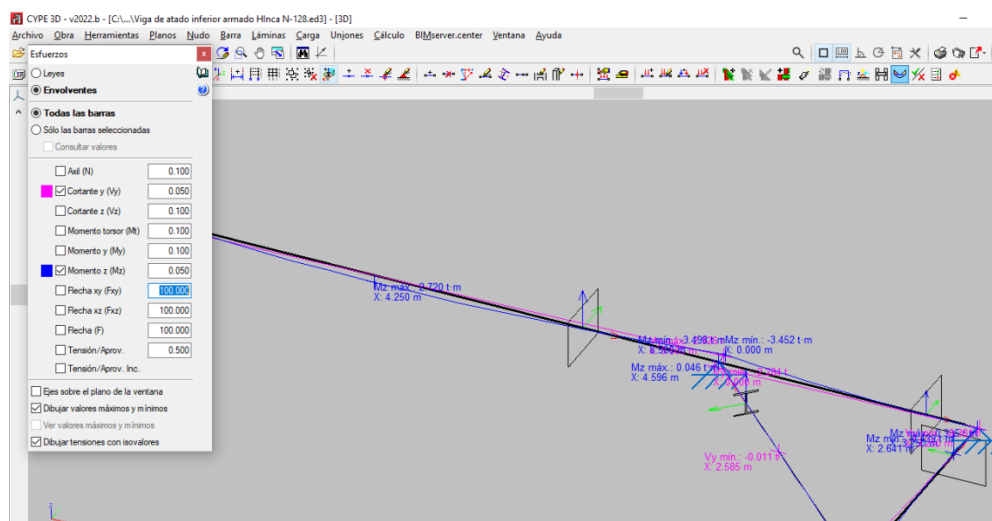 CYPE 3D - v2022.b - [C:\...\Viga de atado inferior armado HInca N-128.ed3] - [3D]
Archivo Obra Herramientas Planos Nudo Barra Láminas Carga Uniones Cálculo BIMserver.center Ventana Ayuda
Esfuerzos
x
Leyes
Envolventes
Todas las barras
Sólo las barras seleccionadas
Consultar valores
Axil (N) 0.100
Cortante y (Vy) 0.050
Cortante z (Vz) 0.100
Momento torsor (Mt) 0.100
Momento y (My) 0.100
Momento z (Mz) 0.050
Flecha xy (Fxy) 100.000
Flecha xz (Fxz) 100.000
Flecha (F) 100.000
Tensión/Aprov. 0.500
Tensión/Aprov. Inc.
Ejes sobre el plano de la ventana
Dibujar valores máximos y mínimos
Ver valores máximos y mínimos
Dibujar tensiones con isovalores
Mz máx.: 2.720 t·m
X: 4.250 m
Mz mín.: -3.452 t·m
X: 0.000 m
Mz máx.: 0.046 t·m
X: 4.596 m
Vy mín.: -0.011 t
X: 2.585 m
X: 2.641 m
z